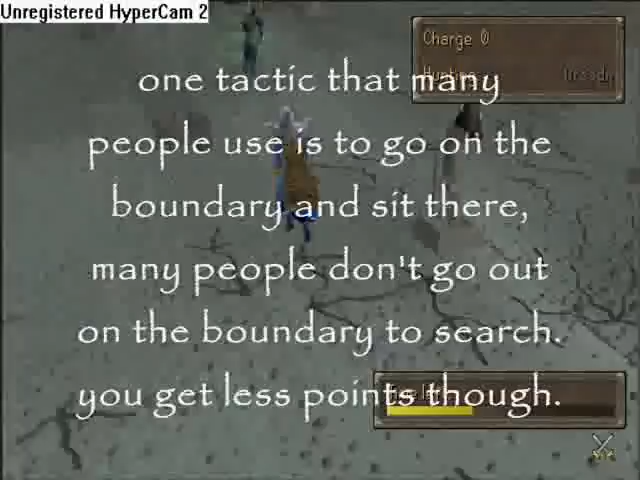 Unregistered HyperCam 2
Charge 0
Hunting
one tactic that many
people use is to go on the
boundary and sit there,
many people don't go out
on the boundary to search.
you get less points though.